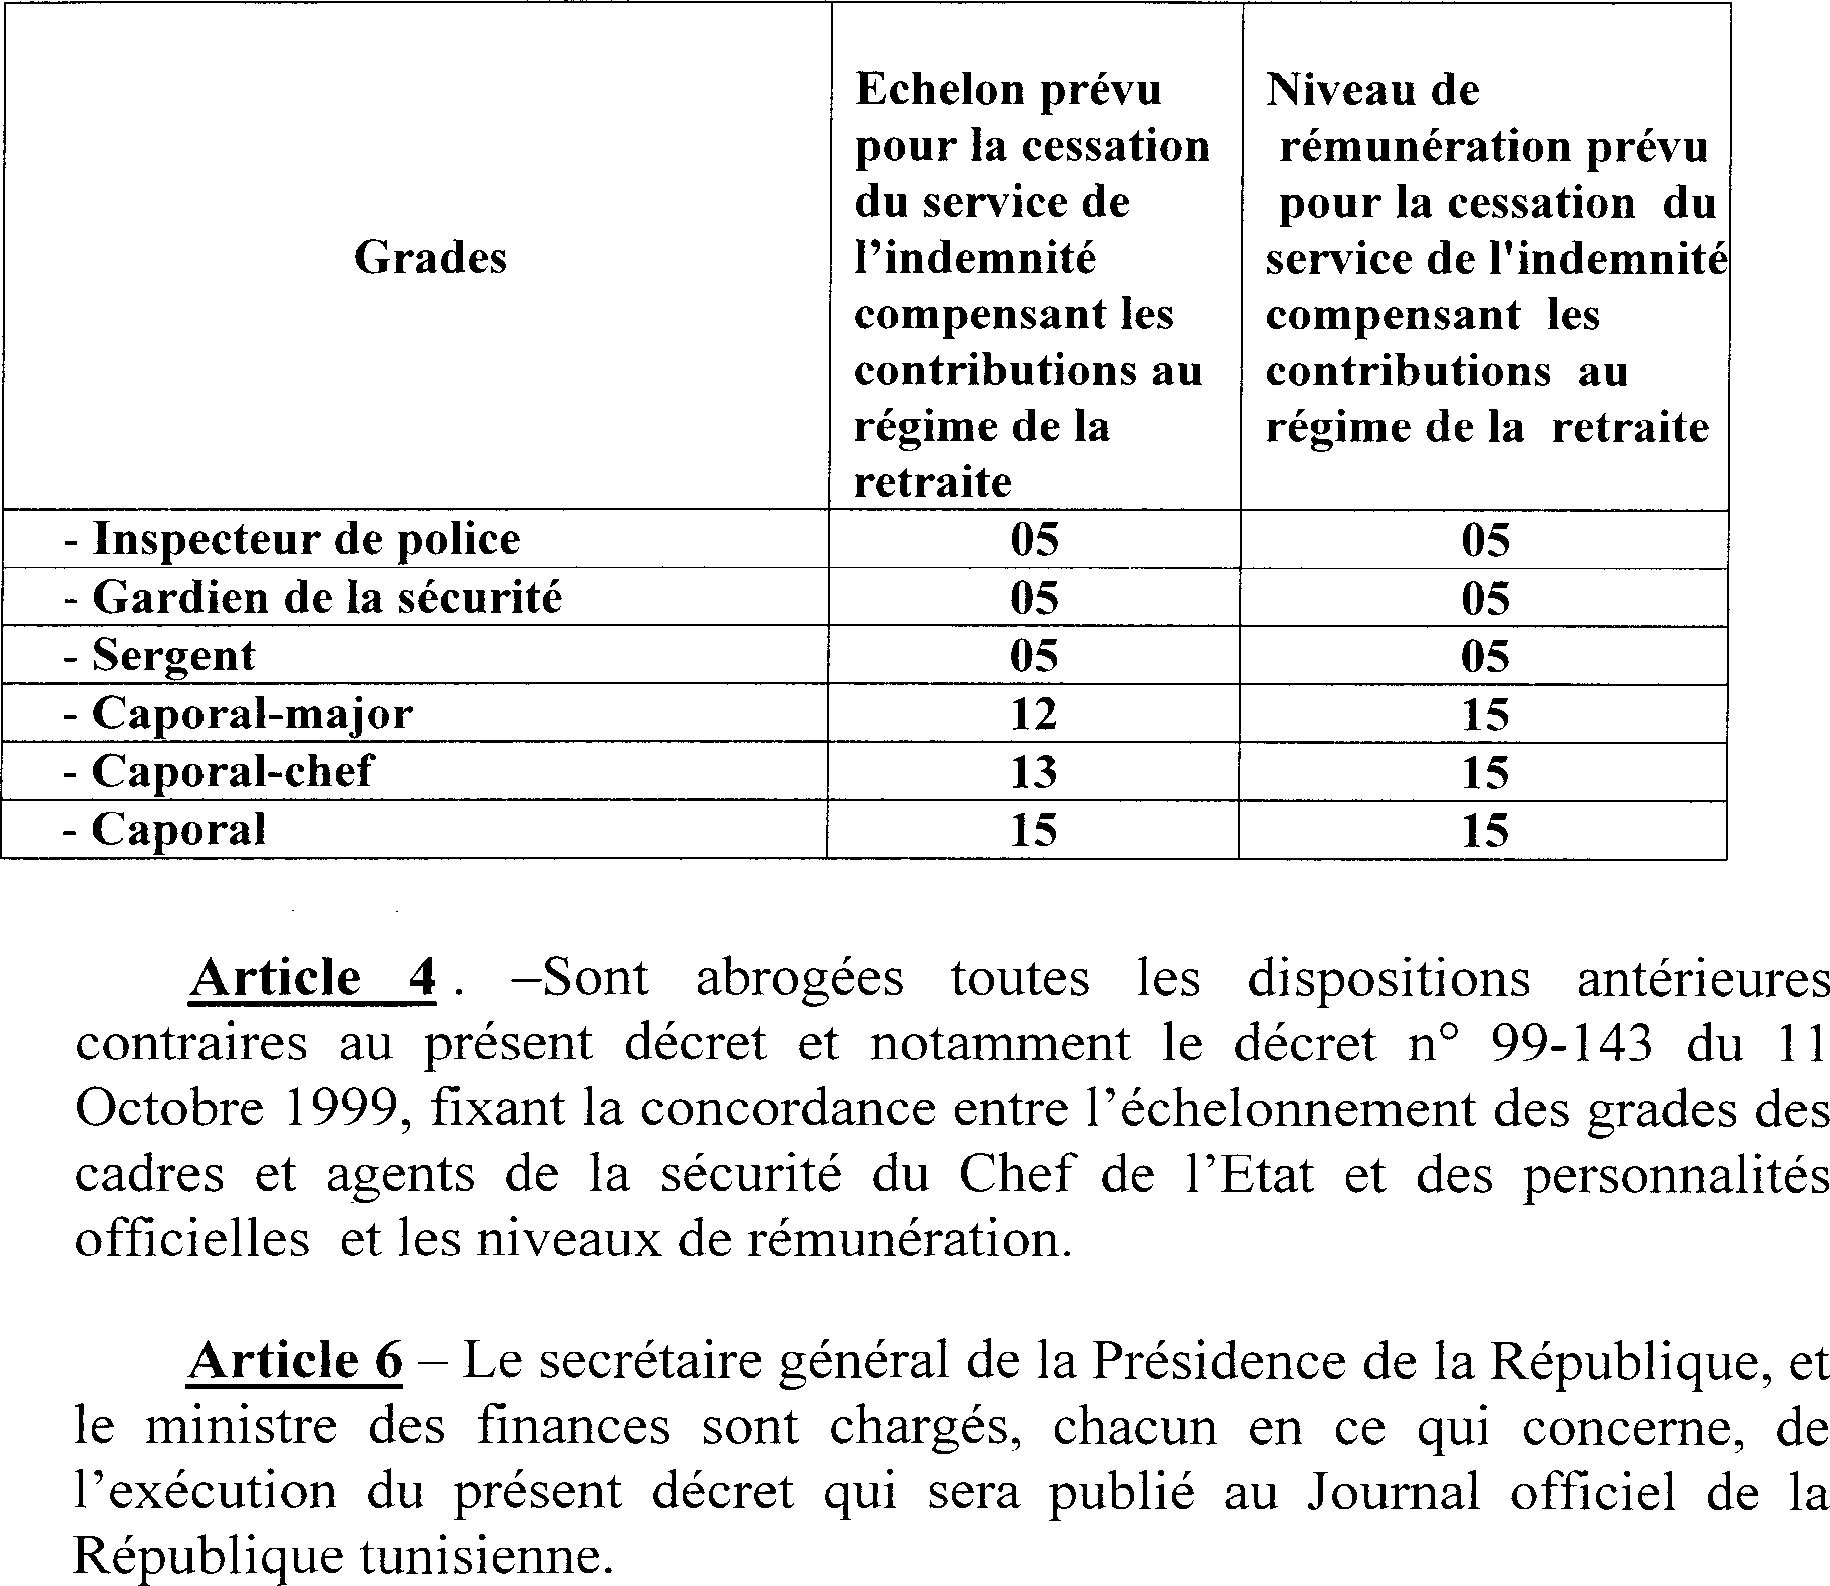 Grades
Echelon prévu
pour la cessation
du service de
l’indemnité
compensant les
contributions au
régime de la
retraite
Niveau de
rémunération prévu
pour la cessation du
service de l'indemnité
compensant les
contributions au
régime de la retraite
- Inspecteur de police 05 05
- Gardien de la sécurité 05 05
- Sergent 05 05
- Caporal-major 12 15
- Caporal-chef 13 15
- Caporal 15 15
Article 4 . –Sont abrogées toutes les dispositions antérieures
contraires au présent décret et notamment le décret n° 99-143 du 11
Octobre 1999, fixant la concordance entre l’échelonnement des grades des
cadres et agents de la sécurité du Chef de l’Etat et des personnalités
officielles et les niveaux de rémunération.
Article 6 – Le secrétaire général de la Présidence de la République, et
le ministre des finances sont chargés, chacun en ce qui concerne, de
l’exécution du présent décret qui sera publié au Journal officiel de la
République tunisienne.